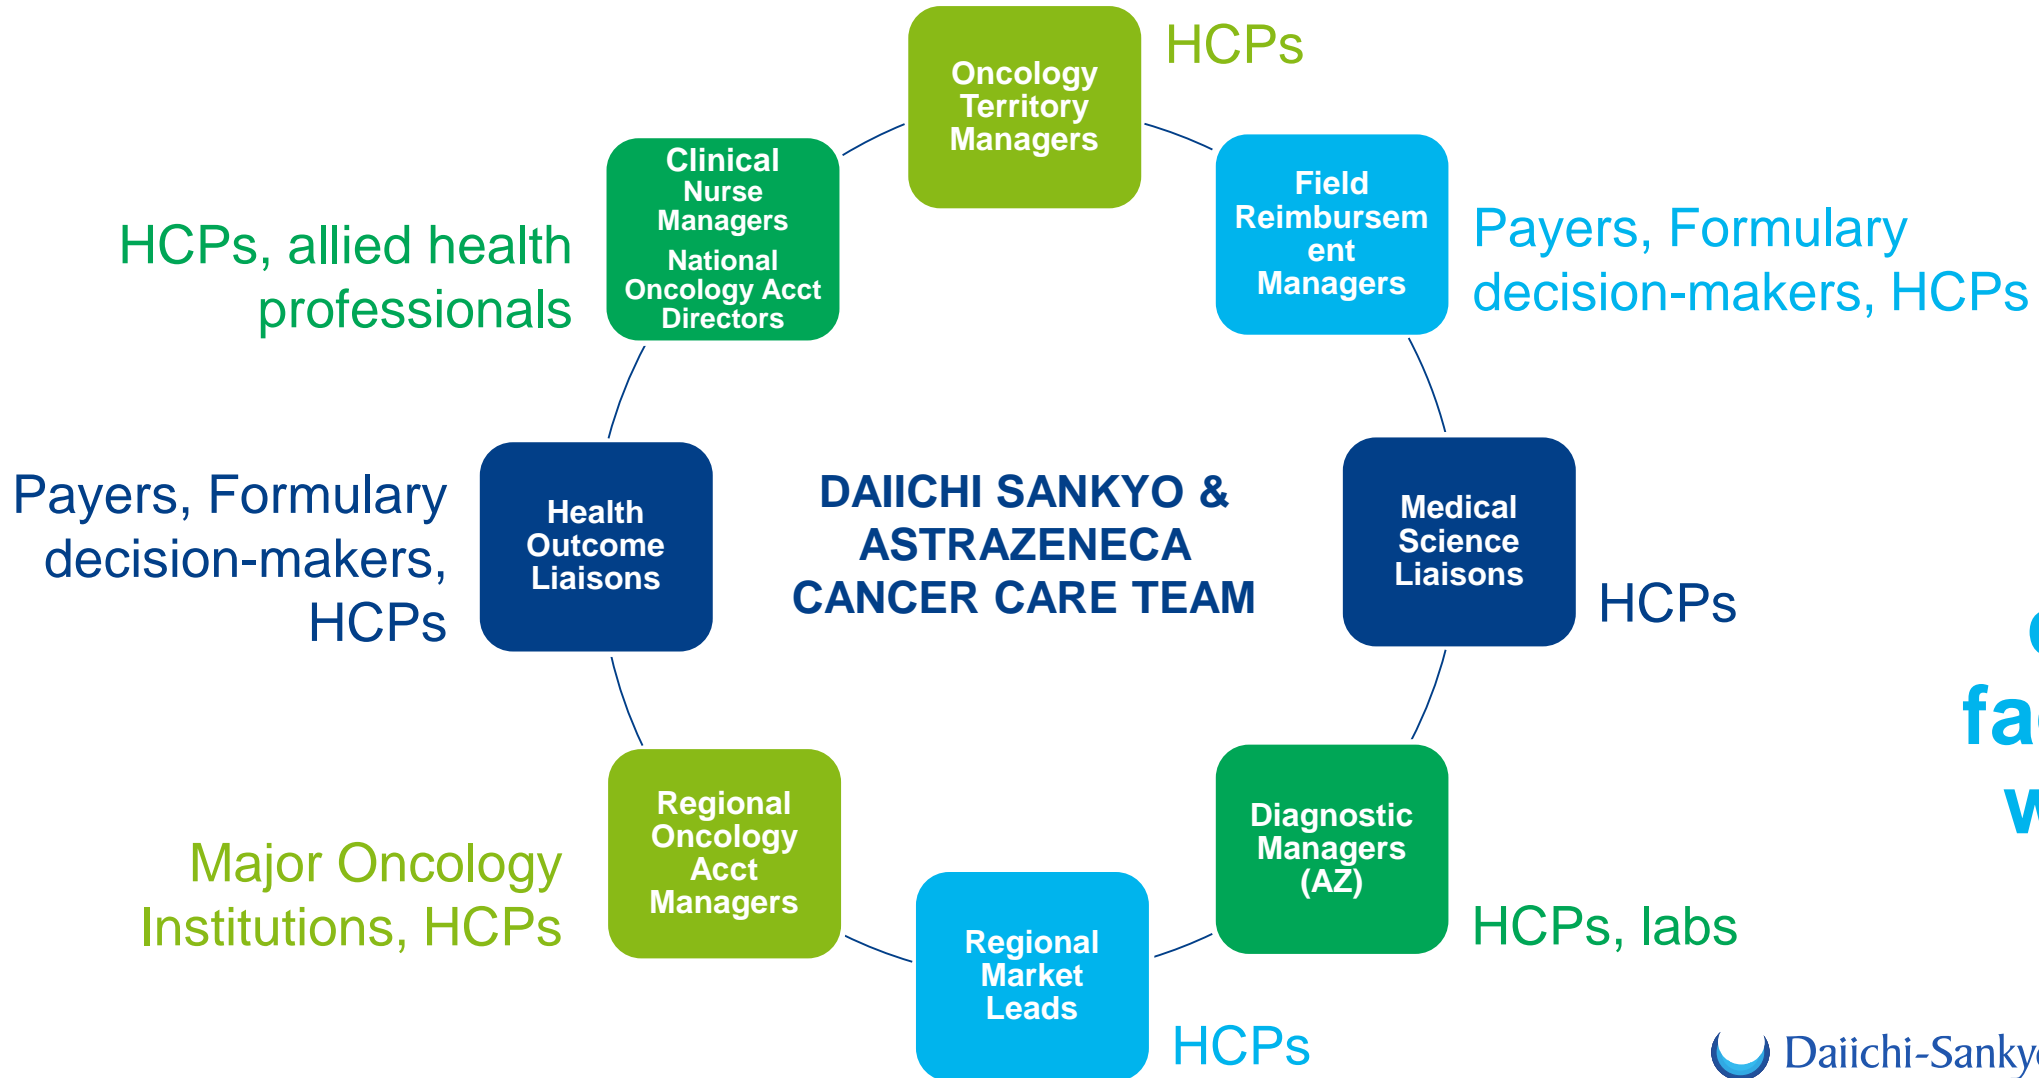 HCPs
Oncology
Territory
Managers
Clinical
Nurse
Managers
National
Oncology Acct
Directors
HCPs, allied health
professionals
Field
Reimbursem
ent
Managers
Payers, Formulary
decision-makers, HCPs
Payers, Formulary
decision-makers,
HCPs
Health
Outcome
Liaisons
DAIICHI SANKYO &
ASTRAZENECA
CANCER CARE TEAM
Medical
Science
Liaisons
HCPs
Regional
Oncology
Acct
Managers
Major Oncology
Institutions, HCPs
Diagnostic
Managers
(AZ)
HCPs, labs
Regional
Market
Leads
HCPs
Daiichi-Sankyo